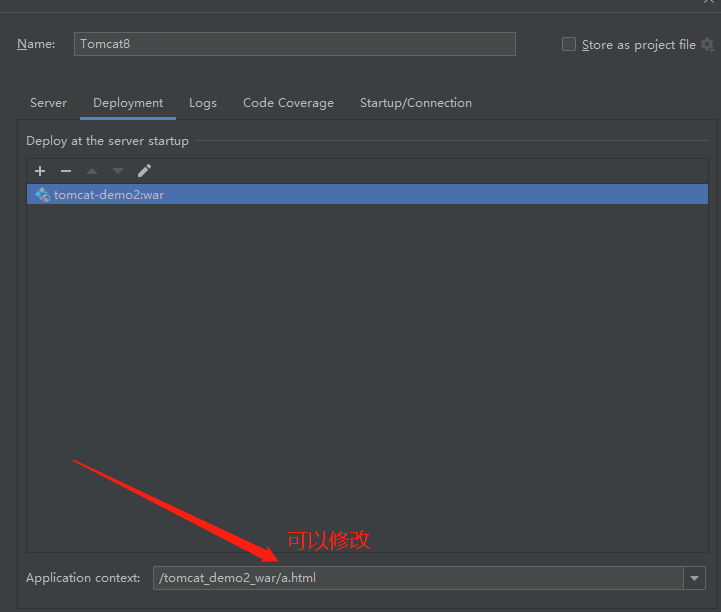 Name: Tomcat8 Store as project file
Server Deployment Logs Code Coverage Startup/Connection
Deploy at the server startup
tomcat-demo2:war
可以修改
Application context: /tomcat_demo2_war/a.html